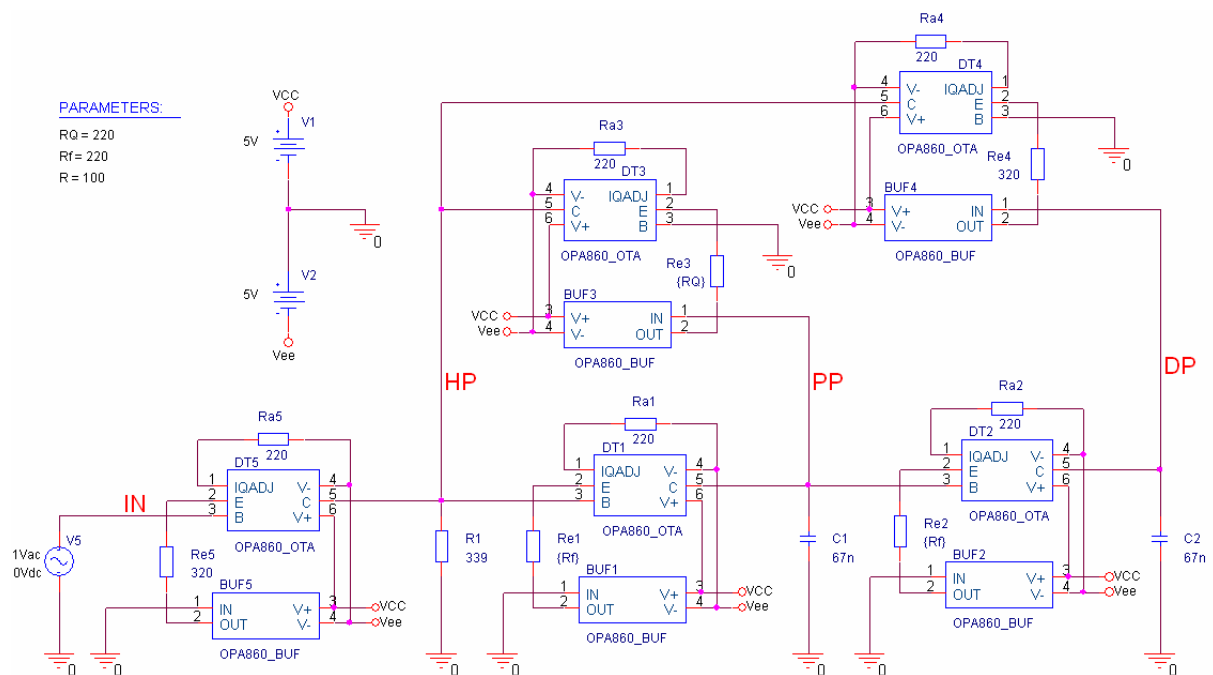 PARAMETERS:
RQ = 220
Rf = 220
R = 100
VCC
V1
5V
+
-
0
V2
5V
+
-
Vee
Ra4
220
DT4
4 V- IQADJ 1
5 C E 2
6 V+ B 3
OPA860_OTA
0
Re4
320
BUF4
VCC 3 V+ IN 1
Vee 4 V- OUT 2
OPA860_BUF
Ra3
220
DT3
4 V- IQADJ 1
5 C E 2
6 V+ B 3
OPA860_OTA
0
Re3
{RQ}
BUF3
VCC 3 V+ IN 1
Vee 4 V- OUT 2
OPA860_BUF
HP
PP
DP
Ra5
220
DT5
1 IQADJ V- 4
2 E C 5
3 B V+ 6
OPA860_OTA
IN
V5
1Vac
0Vdc
0
Re5
320
BUF5
1 IN V+ 3 VCC
2 OUT V- 4 Vee
OPA860_BUF
0
R1
339
0
Ra1
220
DT1
1 IQADJ V- 4
2 E C 5
3 B V+ 6
OPA860_OTA
Re1
{Rf}
BUF1
1 IN V+ 3 VCC
2 OUT V- 4 Vee
OPA860_BUF
0
C1
67n
0
Ra2
220
DT2
1 IQADJ V- 4
2 E C 5
3 B V+ 6
OPA860_OTA
Re2
{Rf}
BUF2
1 IN V+ 3 VCC
2 OUT V- 4 Vee
OPA860_BUF
0
C2
67n
0